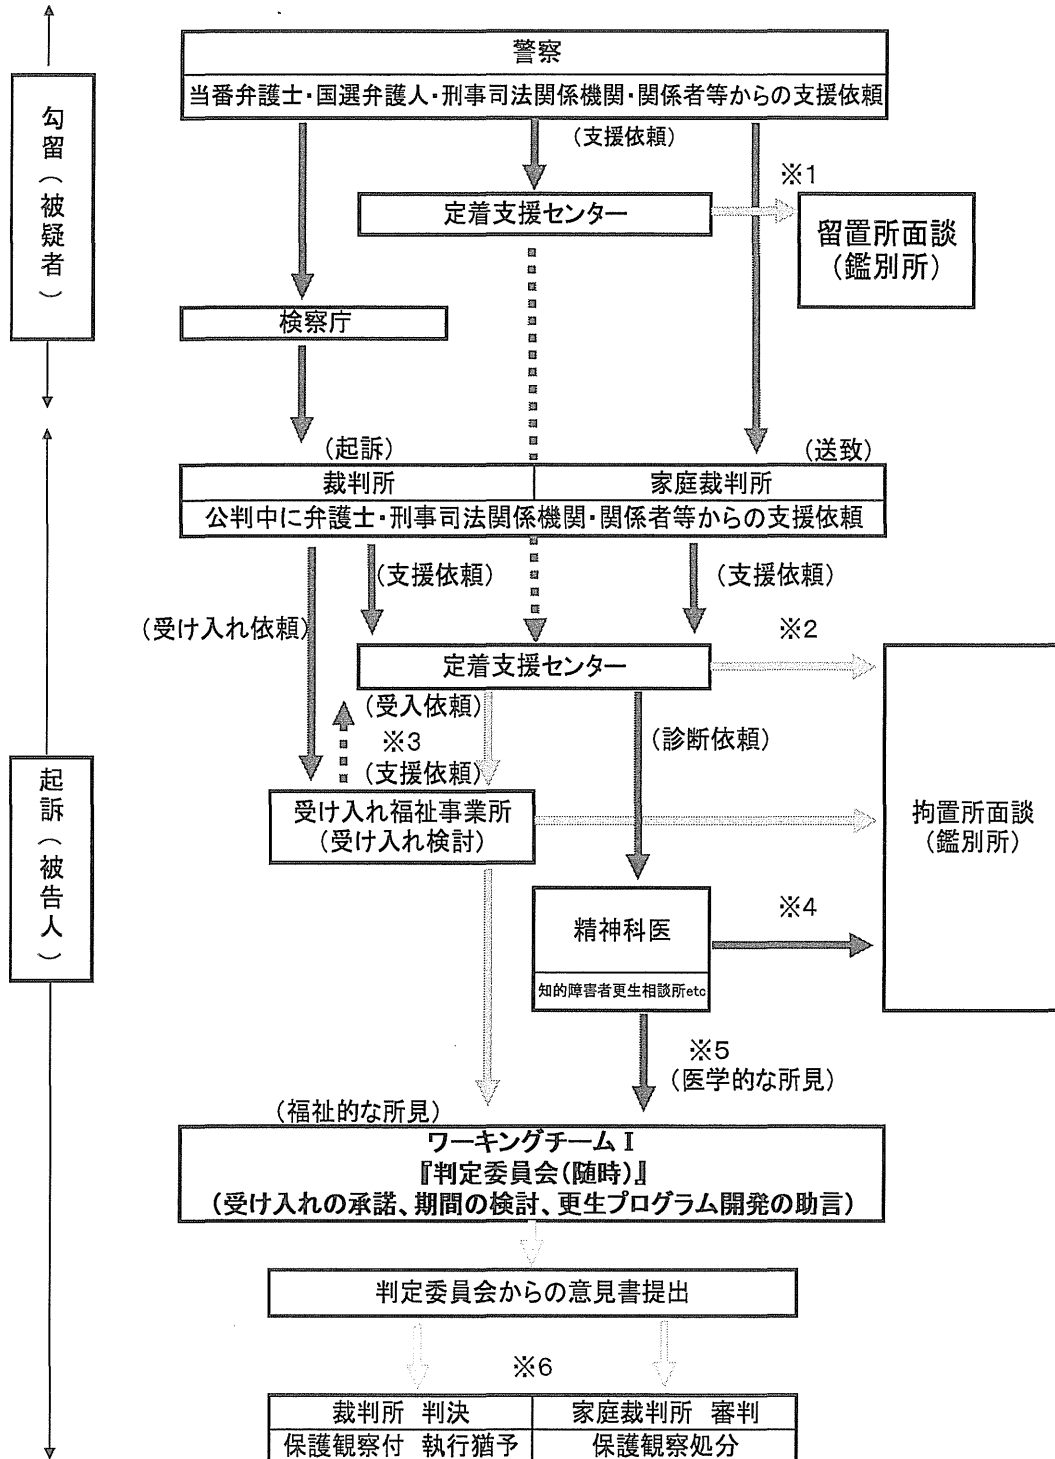 警察
当番弁護士・国選弁護人・刑事司法関係機関・関係者等からの支援依頼
勾留(被疑者)
(支援依頼)
※1
定着支援センター
留置所面談
(鑑別所)
検察庁
(起訴)
(送致)
裁判所
家庭裁判所
公判中に弁護士・刑事司法関係機関・関係者等からの支援依頼
(支援依頼)
(支援依頼)
(受け入れ依頼)
※2
定着支援センター
(受入依頼)
※3
(診断依頼)
(支援依頼)
起訴(被告人)
受け入れ福祉事業所
(受け入れ検討)
拘置所面談
(鑑別所)
※4
精神科医
知的障害者更生相談所etc
※5
(医学的な所見)
(福祉的な所見)
ワーキングチームⅠ
『判定委員会(随時)』
(受け入れの承諾、期間の検討、更生プログラム開発の助言)
判定委員会からの意見書提出
※6
裁判所 判決
家庭裁判所 審判
保護観察付 執行猶予
保護観察処分